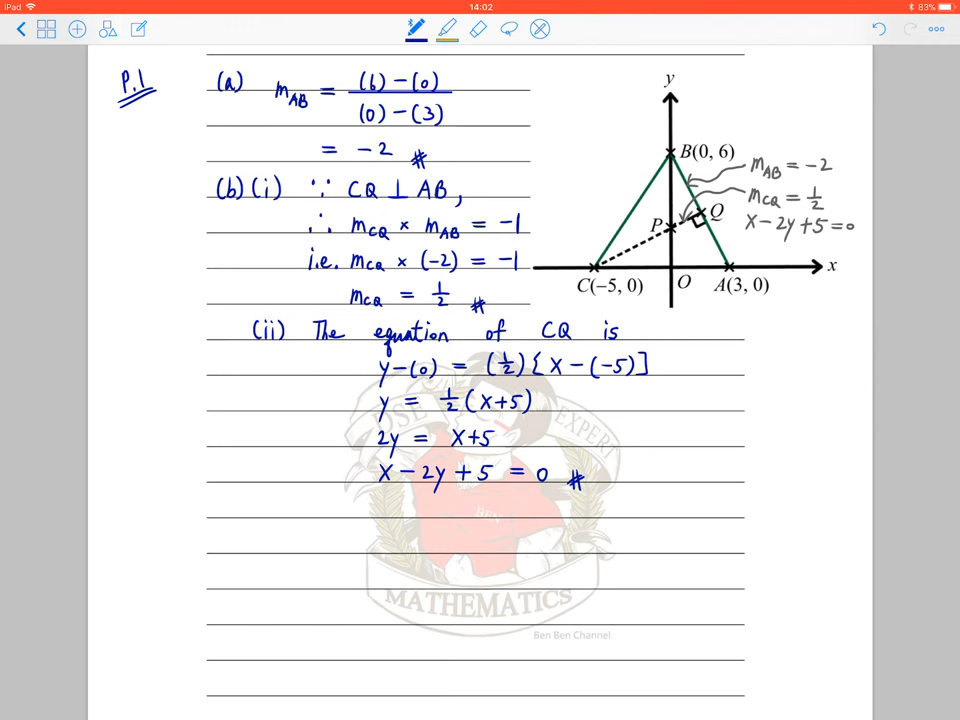 iPad 14:02 83%
P.1
(a) m_AB = (6)-(0) / (0)-(3)
= -2 #
(b)(i) ∵ CQ ⊥ AB,
∴ m_CQ × m_AB = -1
i.e. m_CQ × (-2) = -1
m_CQ = 1/2 #
(ii) The equation of CQ is
y-(0) = (1/2){x-(-5)]
y = 1/2(x+5)
2y = x+5
x-2y+5 = 0 #
y
B(0, 6)
m_AB = -2
m_CQ = 1/2
x-2y+5=0
Q
P
x
C(−5, 0) O A(3, 0)
USE
EXPERT
BEN
MATHEMATICS
Ben Ben Channel